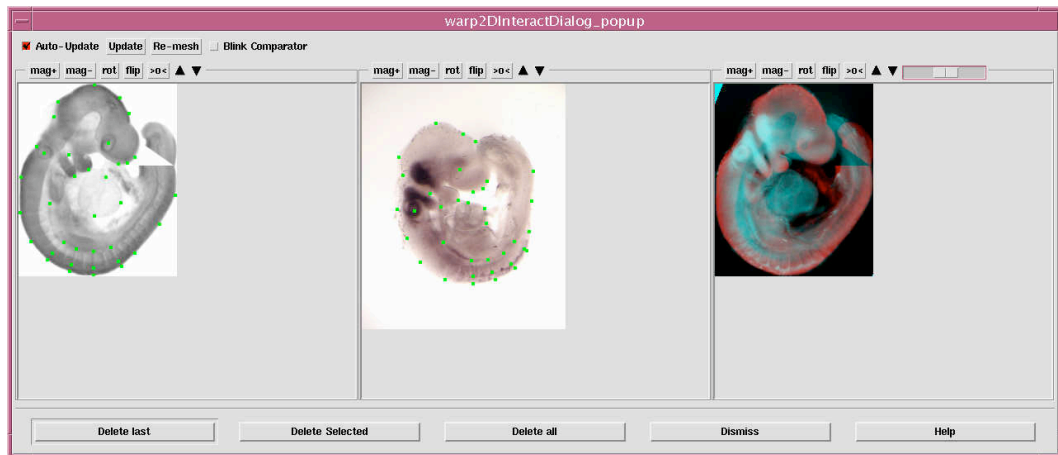 warp2DInteractDialog_popup
Auto-Update Update Re-mesh Blink Comparator
mag+ mag- rot flip >o< mag+ mag- rot flip >o< mag+ mag- rot flip >o<
Delete last Delete Selected Delete all Dismiss Help